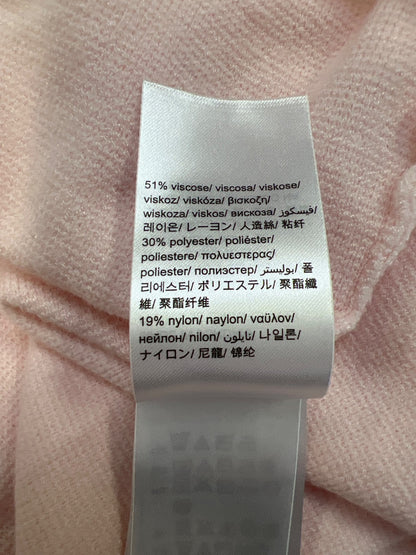 51% viscose/ viscosa/ viskose/
viskoz/ viskóza/ βισκοζη/
wiskoza/ viskos/ вискоза/ فيسكوز/
레이온/ レーヨン/ 人造絲/ 粘纤
30% polyester/ poliéster/
poliestere/ πολυεστερας/
poliester/ полиэстер/ بوليستر/ 폴
리에스터/ ポリエステル/ 聚酯纖
維/ 聚酯纤维
19% nylon/ naylon/ ναϋλον/
нейлон/ nilon/ نايلون/ 나일론/
ナイロン/ 尼龍/ 锦纶